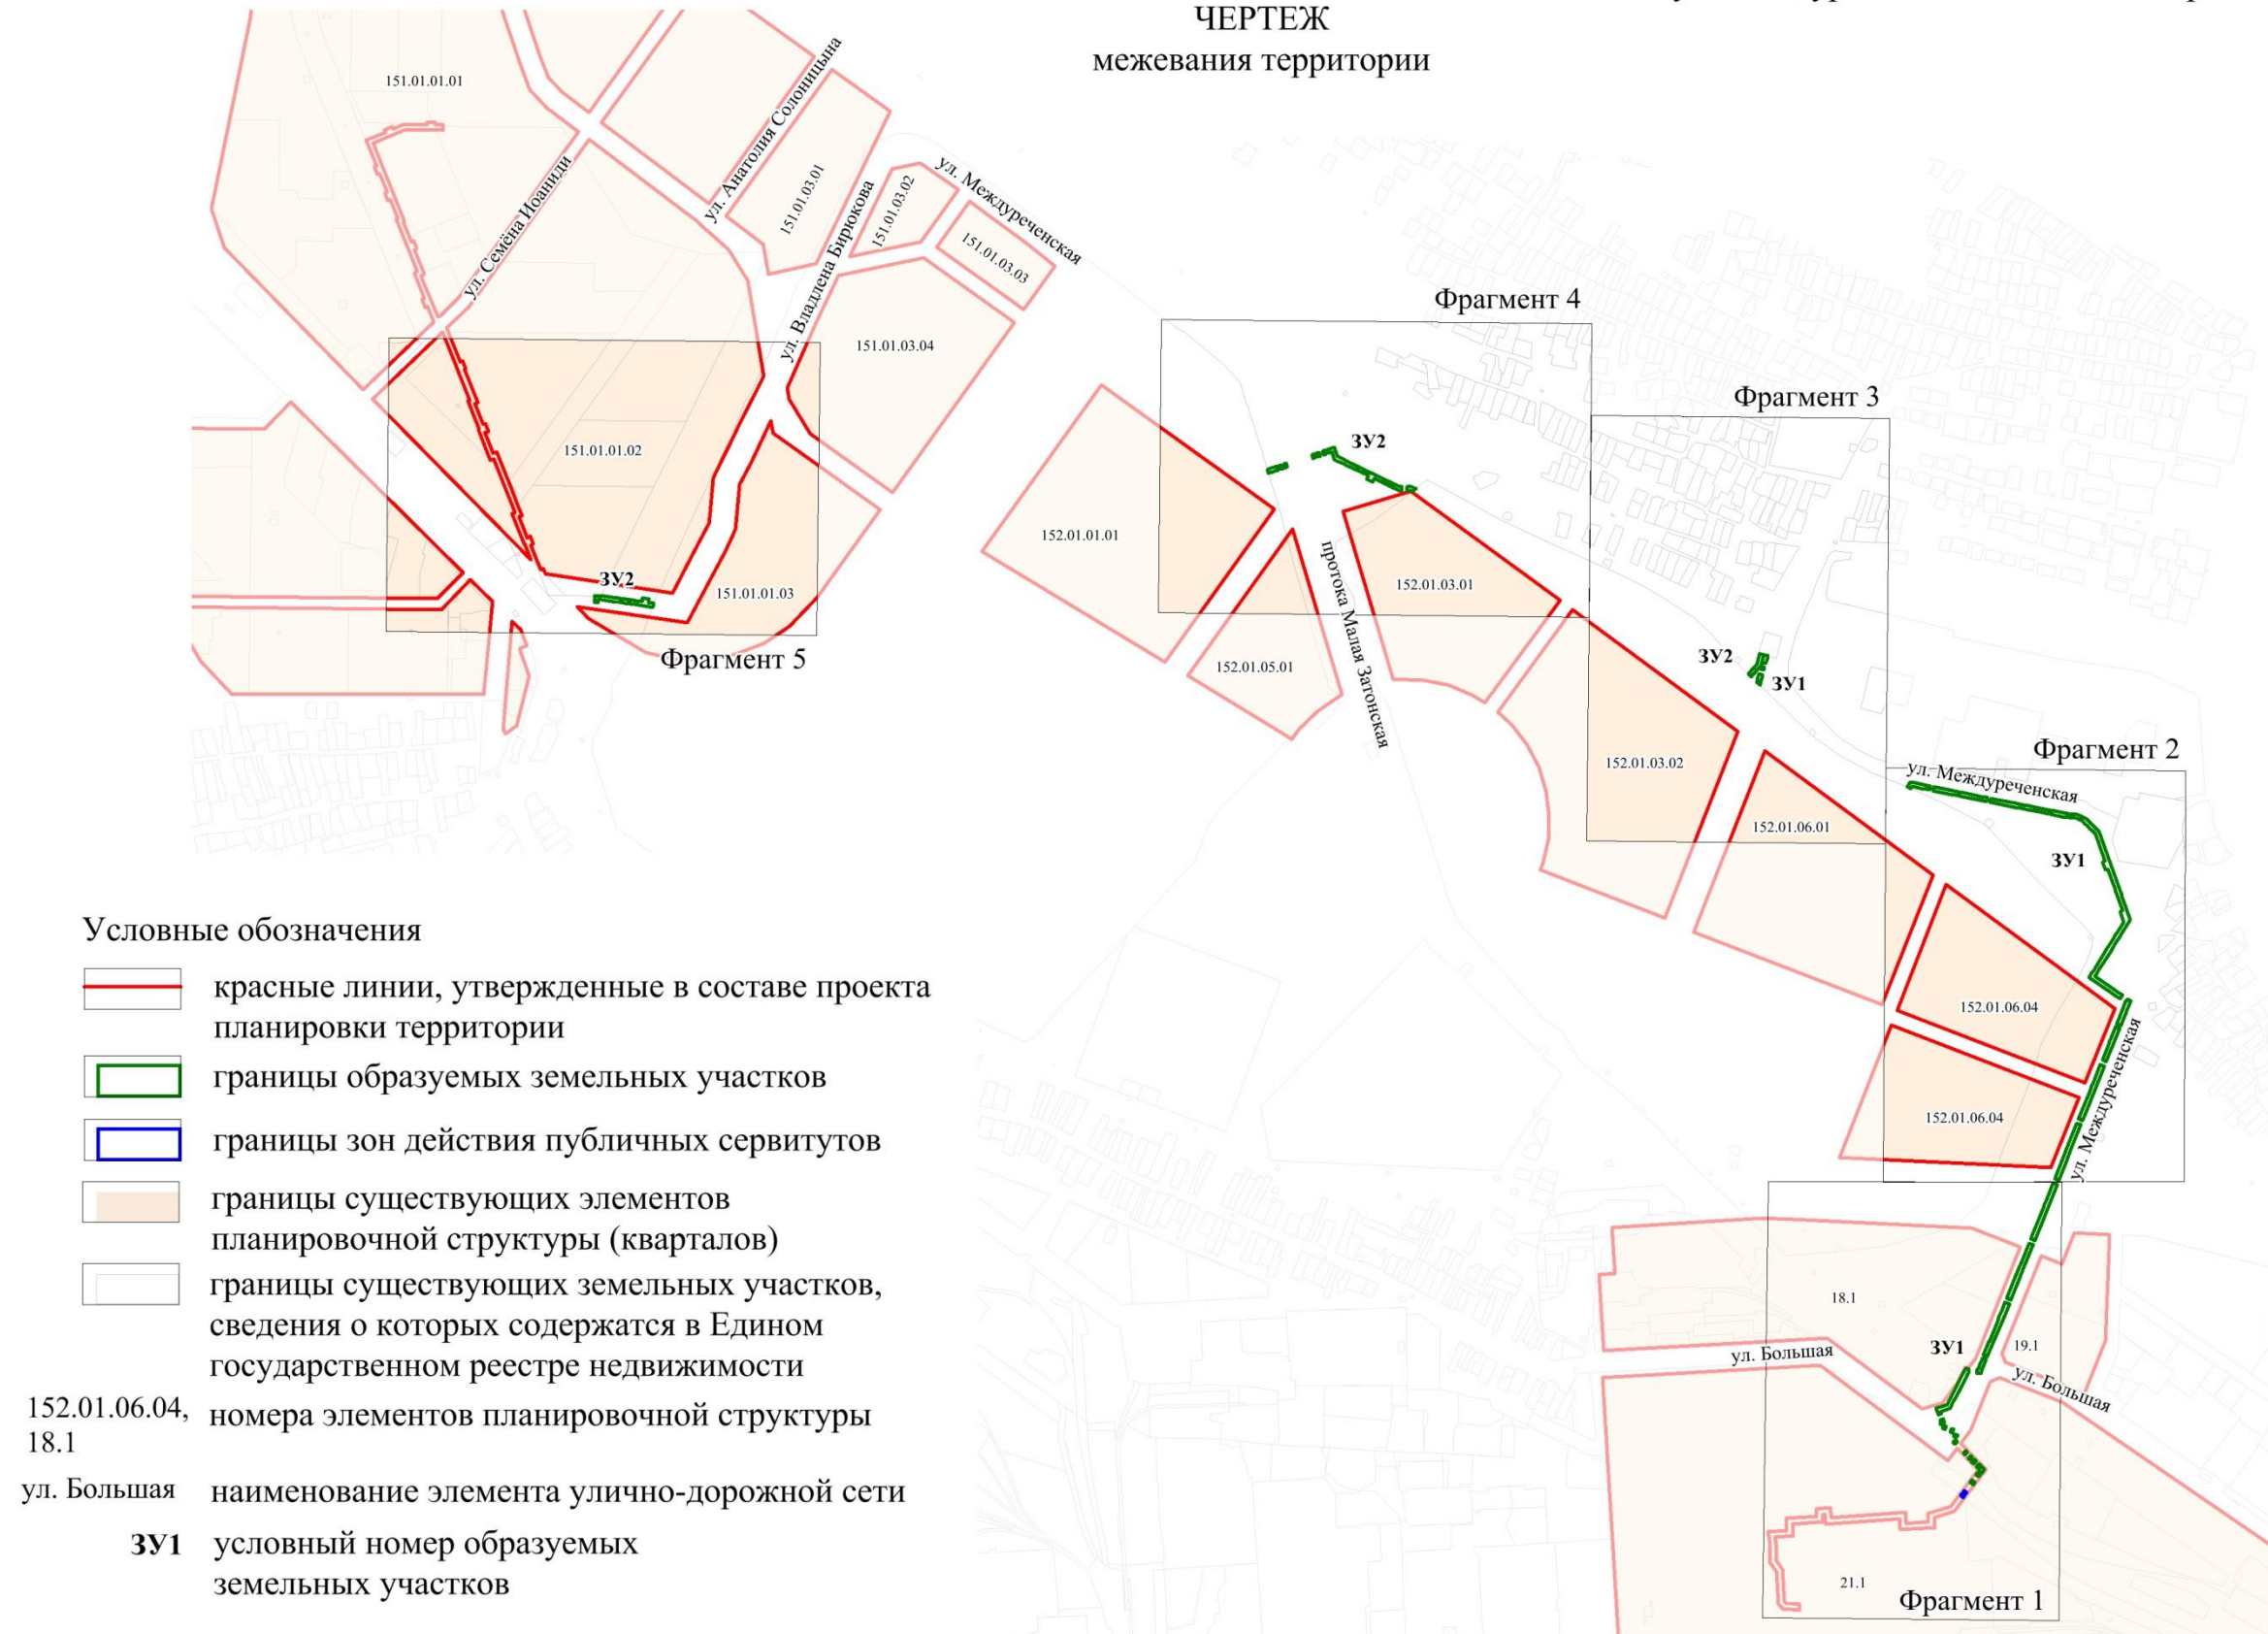 ЧЕРТЕЖ
межевания территории
151.01.01.01
ул. Семёна Иоаниди
ул. Анатолия Солоницына
151.01.03.01
ул. Владлена Бирюкова
151.01.03.02
ул. Междуреченская
151.01.03.03
151.01.03.04
151.01.01.02
ЗУ2
151.01.01.03
Фрагмент 5
Фрагмент 4
ЗУ2
152.01.01.01
152.01.03.01
152.01.05.01
протока Малая Затонская
Фрагмент 3
ЗУ2
ЗУ1
152.01.03.02
152.01.06.01
Фрагмент 2
ул. Междуреченская
ЗУ1
152.01.06.04
152.01.06.04
ул. Междуреченская
18.1
ЗУ1
19.1
ул. Большая
ул. Большая
21.1
Фрагмент 1
Условные обозначения
красные линии, утвержденные в составе проекта
планировки территории
границы образуемых земельных участков
границы зон действия публичных сервитутов
границы существующих элементов
планировочной структуры (кварталов)
границы существующих земельных участков,
сведения о которых содержатся в Едином
государственном реестре недвижимости
152.01.06.04,
18.1
номера элементов планировочной структуры
ул. Большая
наименование элемента улично-дорожной сети
ЗУ1
условный номер образуемых
земельных участков